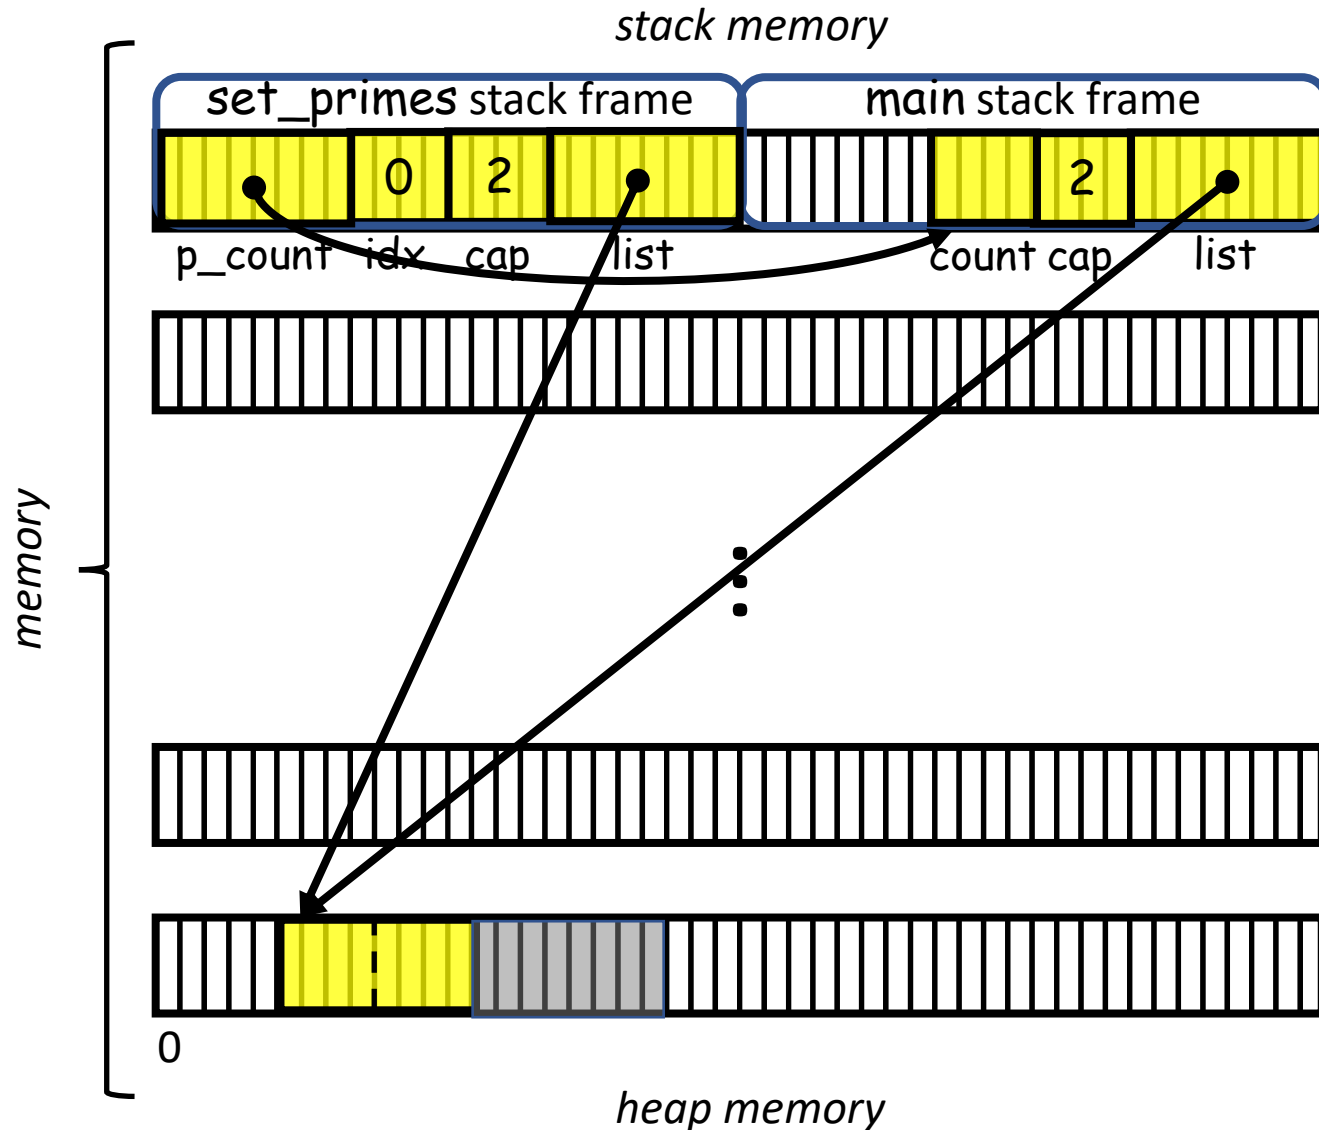 stack memory
set_primes stack frame
main stack frame
0
2
2
p_count
idx
cap
list
count
cap
list
memory
0
heap memory